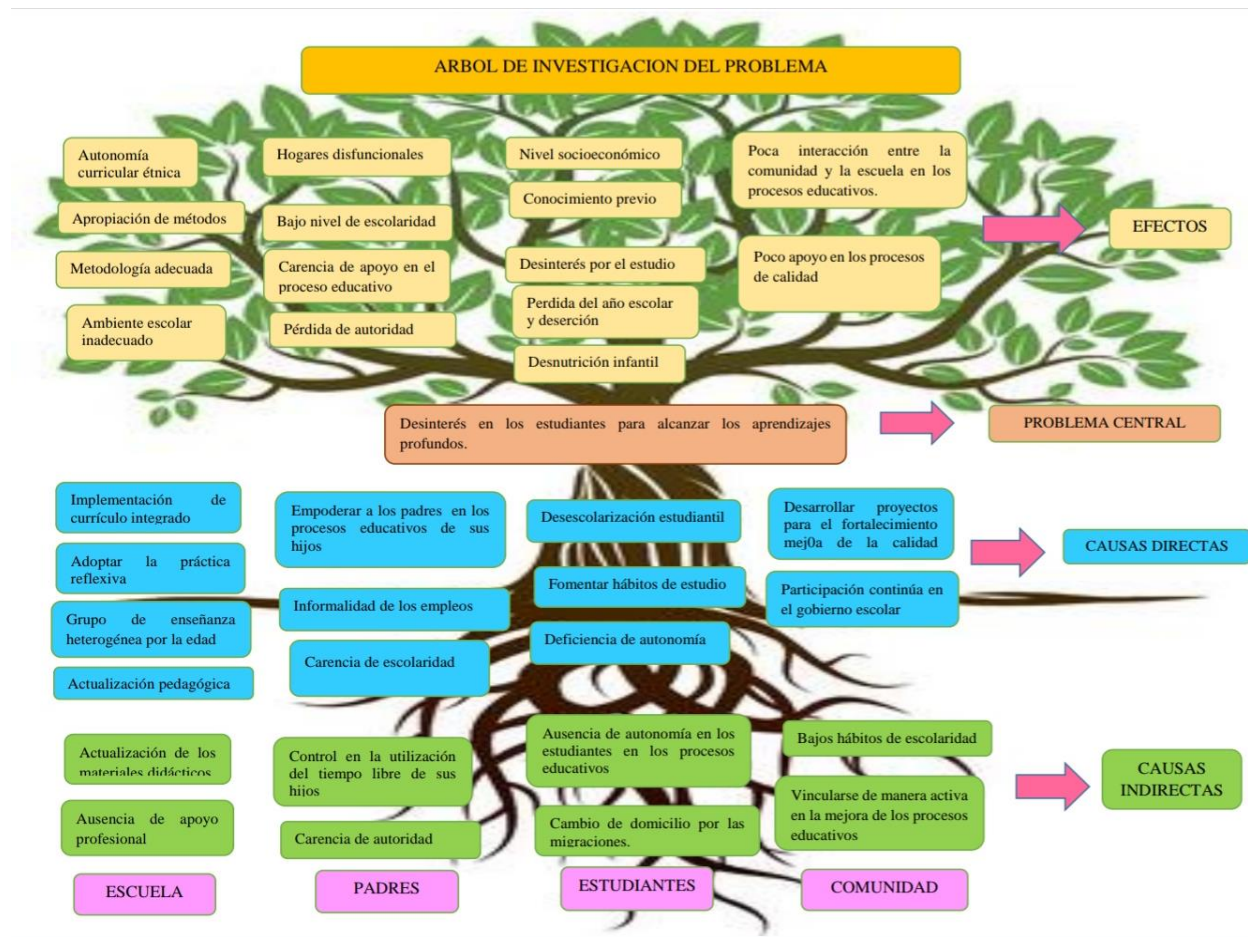 ARBOL DE INVESTIGACION DEL PROBLEMA
Autonomía
curricular étnica
Hogares disfuncionales
Nivel socioeconómico
Poca interacción entre la
comunidad y la escuela en los
procesos educativos.
Conocimiento previo
Apropiación de métodos
Bajo nivel de escolaridad
EFECTOS
Metodología adecuada
Carencia de apoyo en el
proceso educativo
Desinterés por el estudio
Poco apoyo en los procesos
de calidad
Ambiente escolar
inadecuado
Pérdida de autoridad
Perdida del año escolar
y deserción
Desnutrición infantil
Desinterés en los estudiantes para alcanzar los aprendizajes
profundos.
PROBLEMA CENTRAL
Implementación de
currículo integrado
Empoderar a los padres en los
procesos educativos de sus
hijos
Desescolarización estudiantil
Desarrollar proyectos
para el fortalecimiento
mej0a de la calidad
CAUSAS DIRECTAS
Adoptar la práctica
reflexiva
Fomentar hábitos de estudio
Participación continúa en
el gobierno escolar
Grupo de enseñanza
heterogénea por la edad
Informalidad de los empleos
Deficiencia de autonomía
Actualización pedagógica
Carencia de escolaridad
Actualización de los
materiales didácticos
Control en la utilización
del tiempo libre de sus
hijos
Ausencia de autonomía en los
estudiantes en los procesos
educativos
Bajos hábitos de escolaridad
CAUSAS
INDIRECTAS
Ausencia de apoyo
profesional
Carencia de autoridad
Cambio de domicilio por las
migraciones.
Vincularse de manera activa
en la mejora de los procesos
educativos
ESCUELA
PADRES
ESTUDIANTES
COMUNIDAD